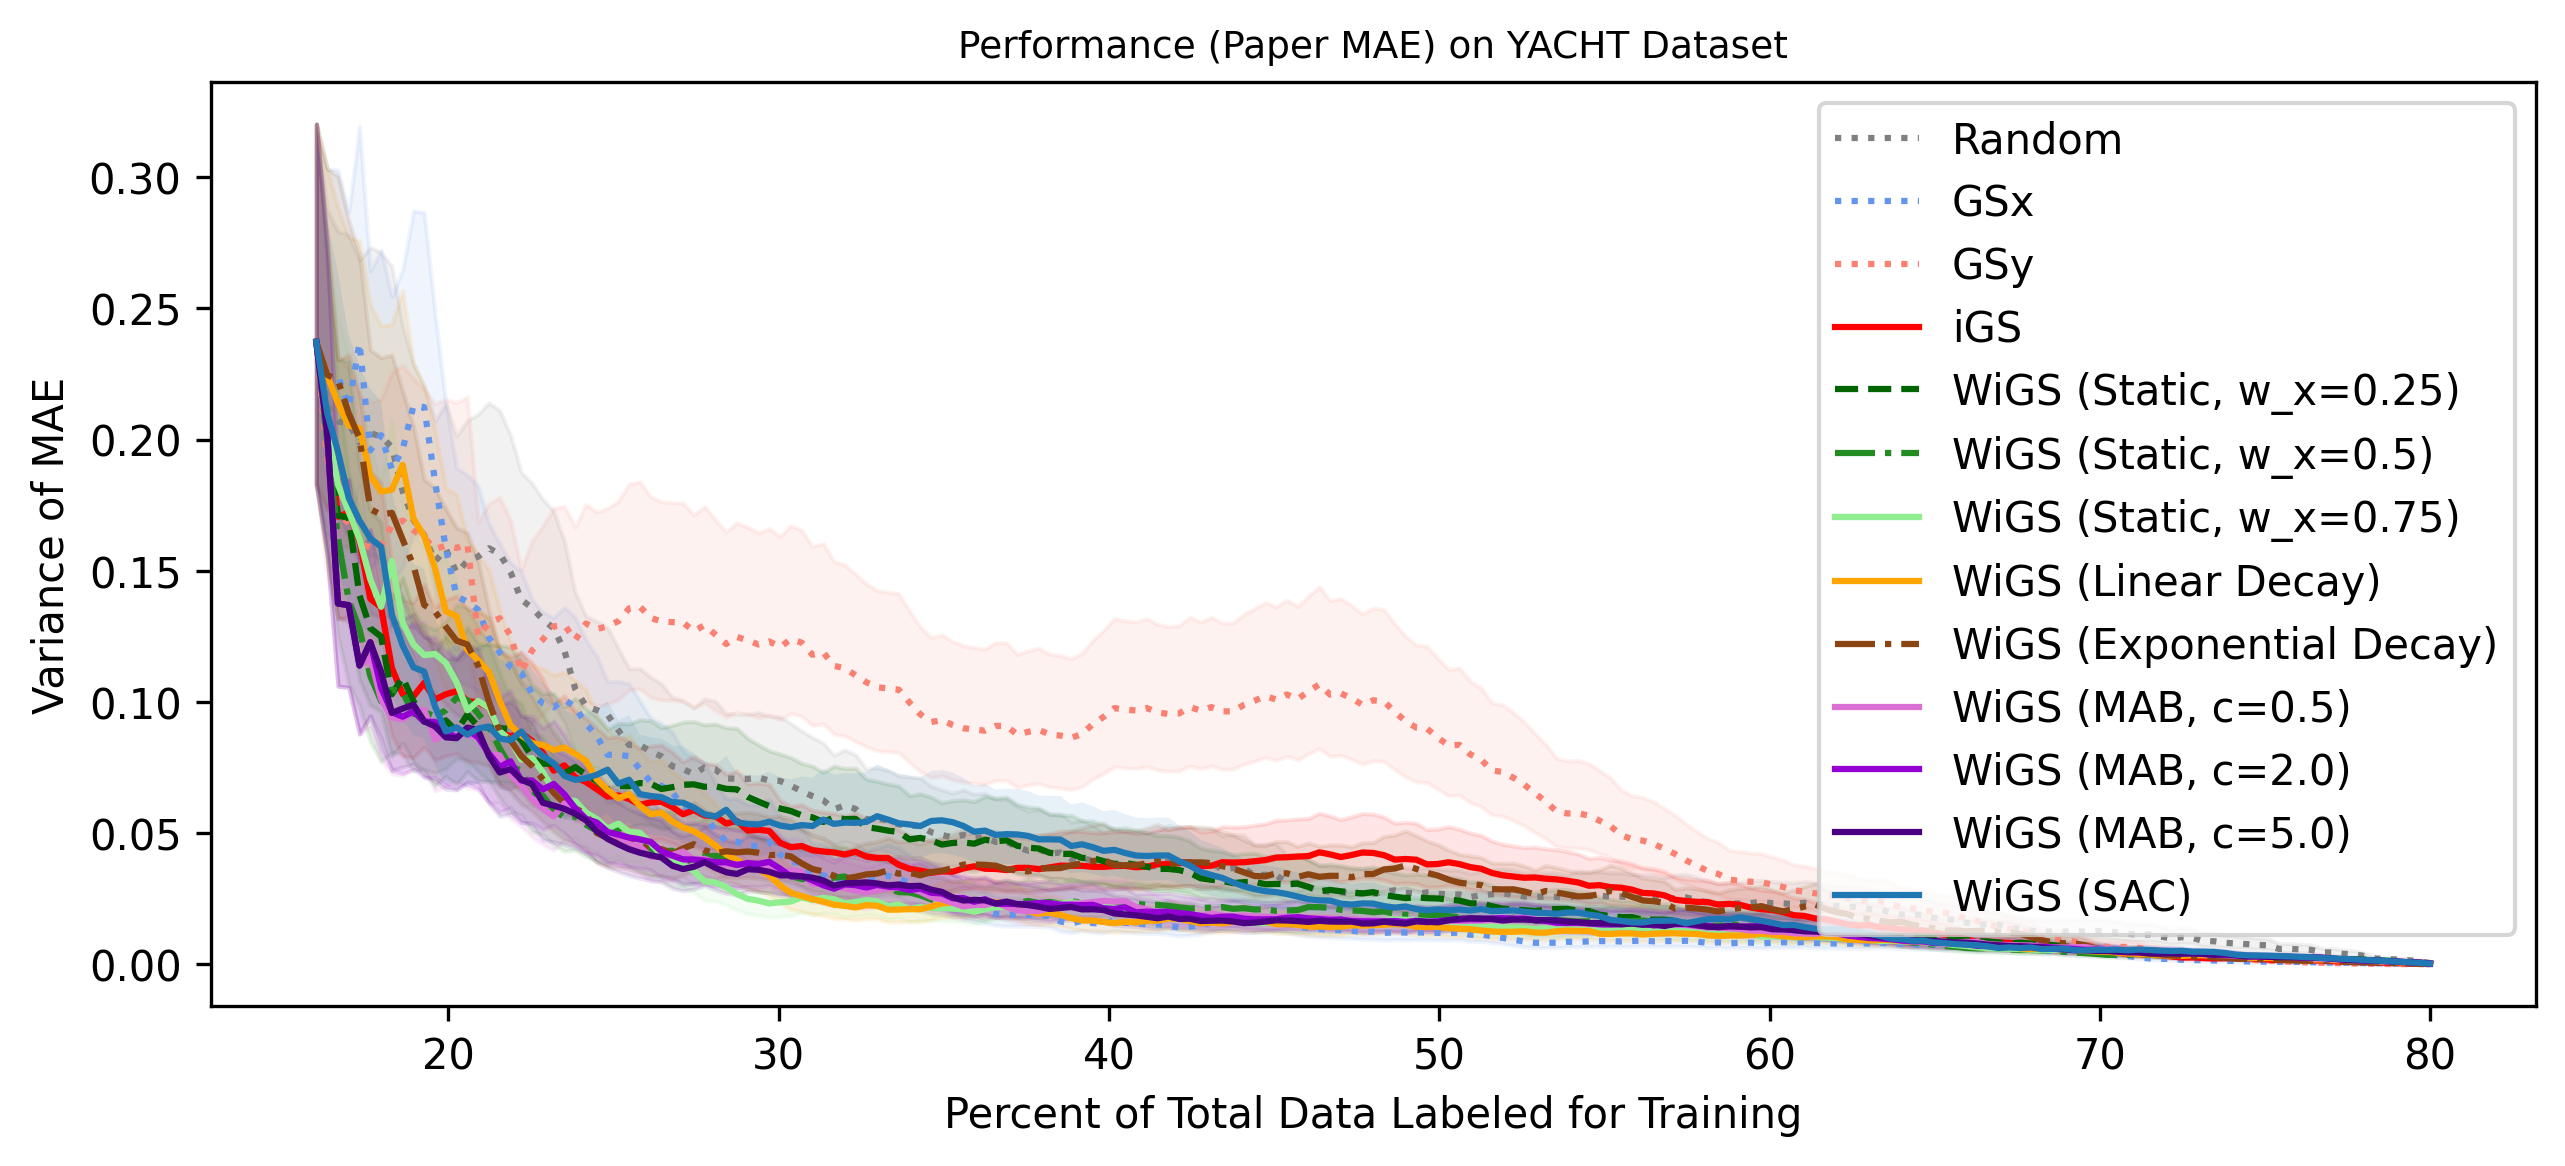 Performance (Paper MAE) on YACHT Dataset
Variance of MAE
0.30
0.25
0.20
0.15
0.10
0.05
0.00
20 30 40 50 60 70 80
Percent of Total Data Labeled for Training
Random
GSx
GSy
iGS
WiGS (Static, w_x=0.25)
WiGS (Static, w_x=0.5)
WiGS (Static, w_x=0.75)
WiGS (Linear Decay)
WiGS (Exponential Decay)
WiGS (MAB, c=0.5)
WiGS (MAB, c=2.0)
WiGS (MAB, c=5.0)
WiGS (SAC)